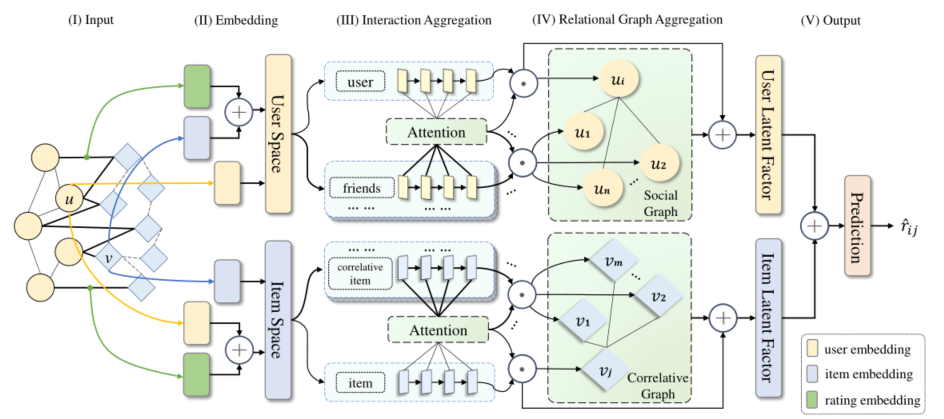 (I) Input
(II) Embedding
(III) Interaction Aggregation
(IV) Relational Graph Aggregation
(V) Output
user
Attention
friends
... ...
User Space
u
v
Item Space
... ...
correlative
item
Attention
item
...
...
...
...
u_i
u_1
u_2
...
u_n
Social
Graph
v_m
v_2
v_1
v_j
Correlative
Graph
User Latent Factor
Item Latent Factor
Prediction
r̂_ij
user embedding
item embedding
rating embedding